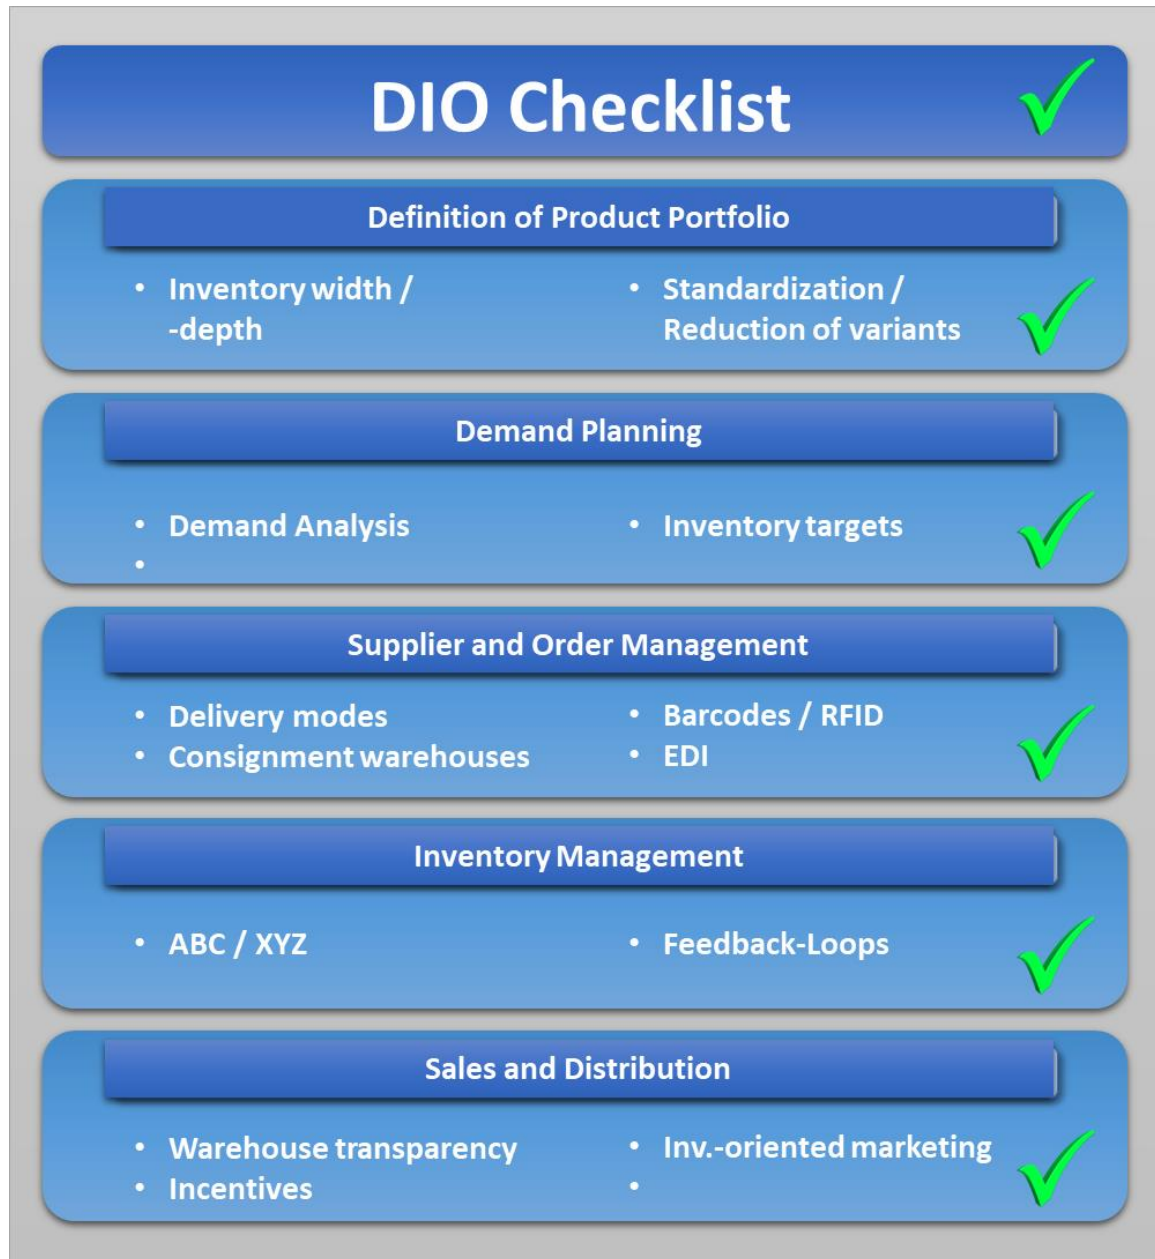 DIO Checklist
Definition of Product Portfolio
• Inventory width /
-depth
• Standardization /
Reduction of variants
Demand Planning
• Demand Analysis
•
• Inventory targets
Supplier and Order Management
• Delivery modes
• Consignment warehouses
• Barcodes / RFID
• EDI
Inventory Management
• ABC / XYZ
• Feedback-Loops
Sales and Distribution
• Warehouse transparency
• Incentives
• Inv.-oriented marketing
•